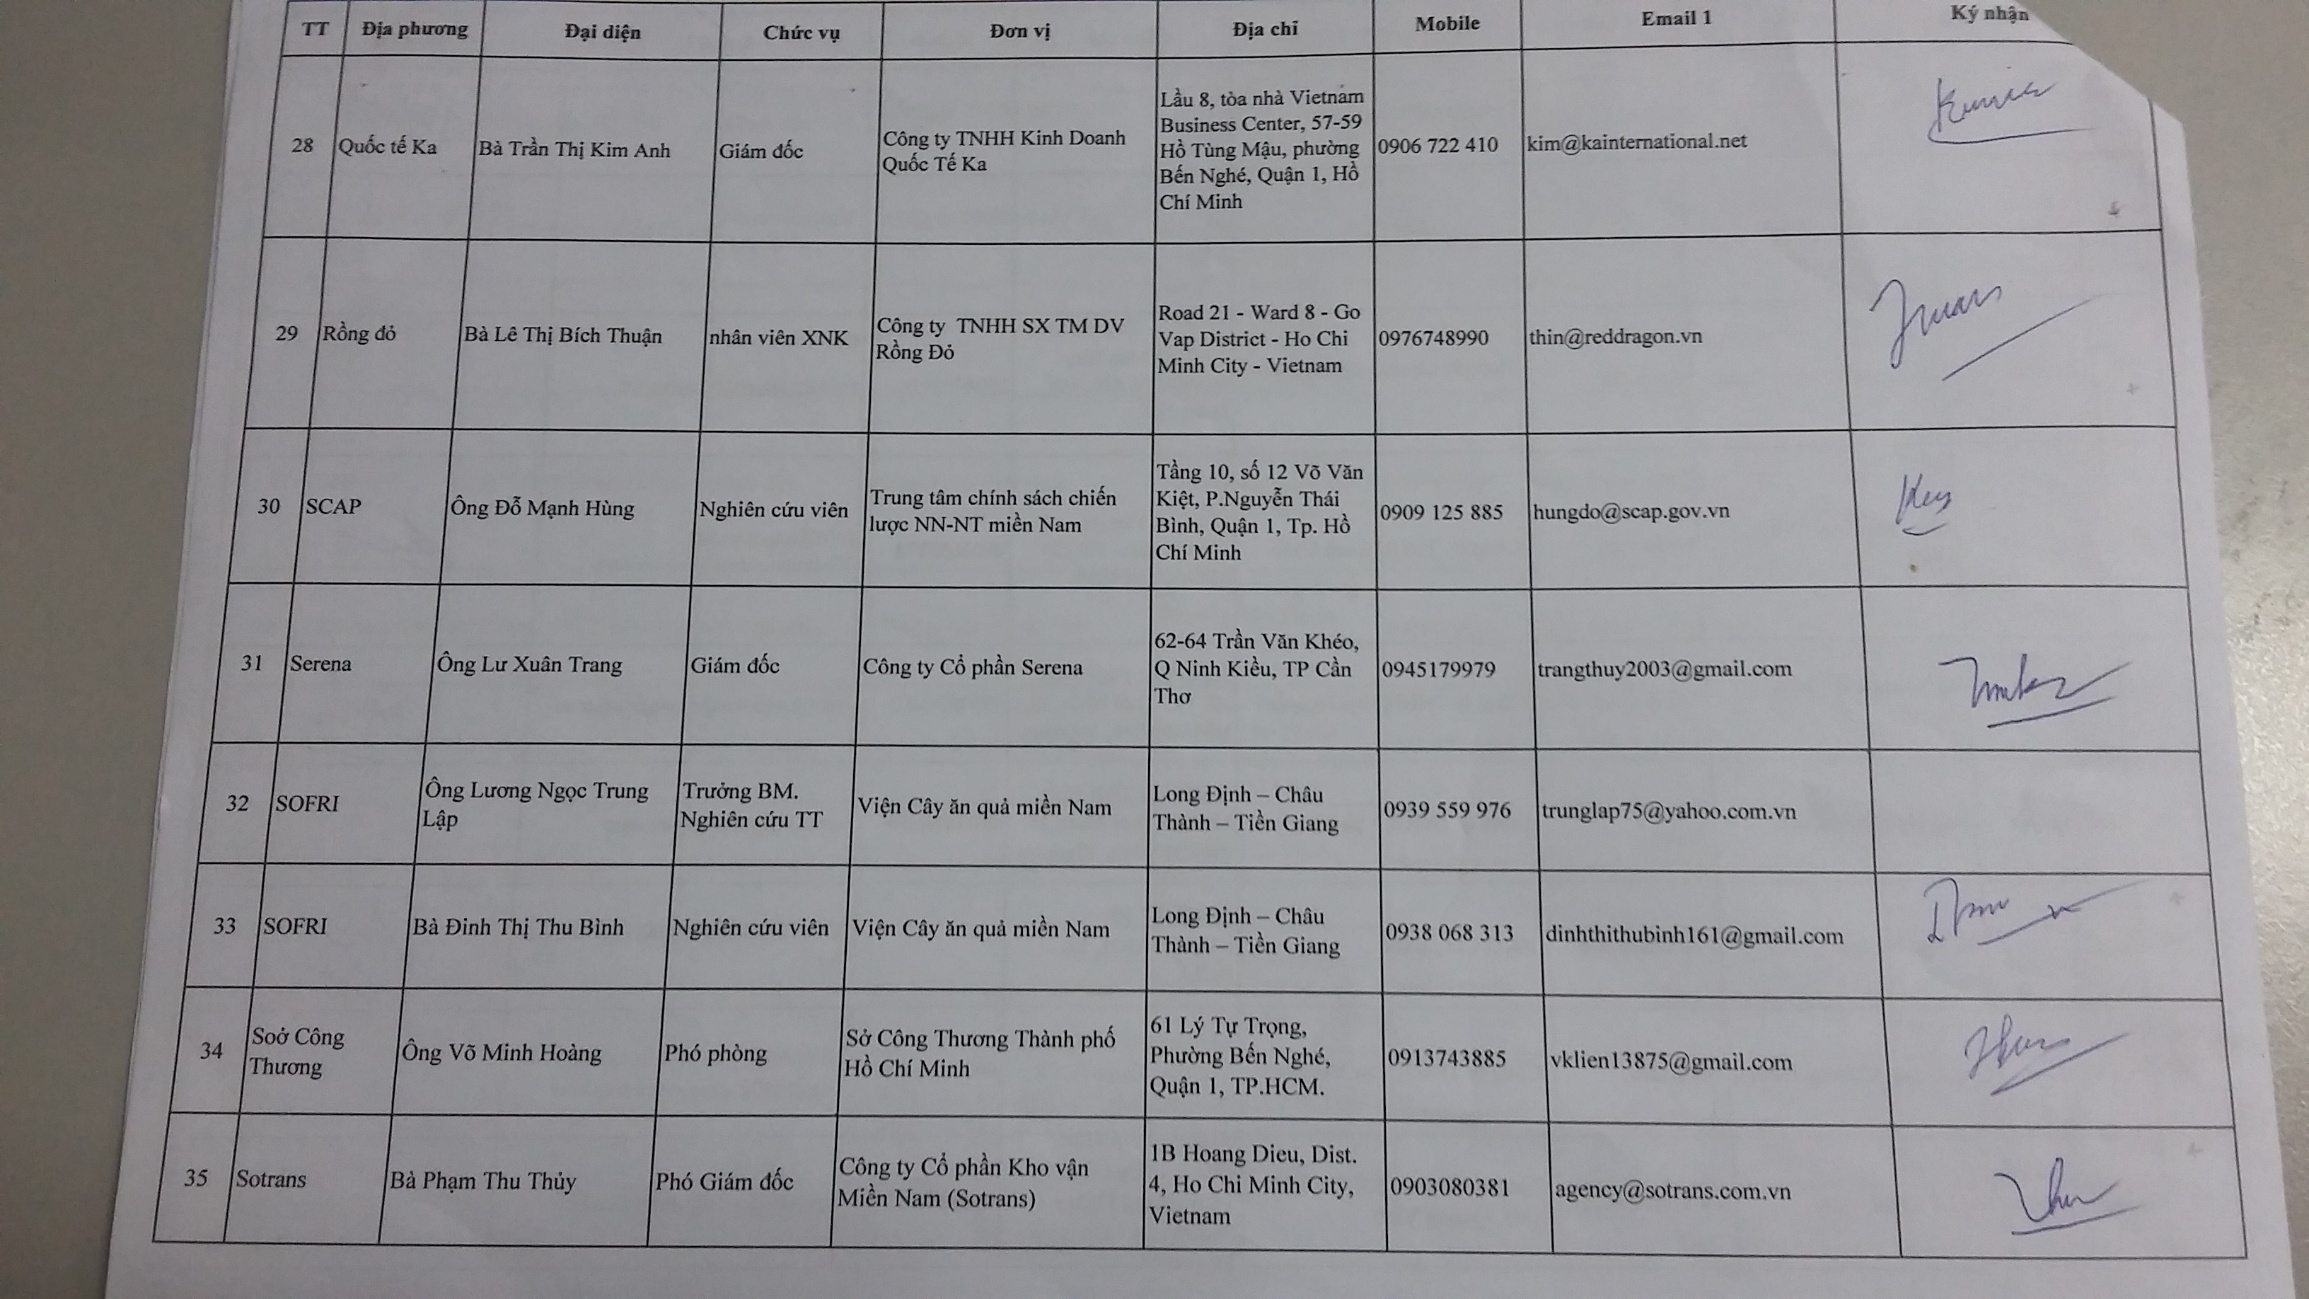 TT Địa phương Đại diện Chức vụ Đơn vị Địa chỉ Mobile Email 1 Ký nhận
28 Quốc tế Ka Bà Trần Thị Kim Anh Giám đốc
Công ty TNHH Kinh Doanh
Quốc Tế Ka
Lầu 8, tòa nhà Vietnam
Business Center, 57-59
Hồ Tùng Mậu, phường
Bến Nghé, Quận 1, Hồ
Chí Minh
0906 722 410 kim@kainternational.net
29 Rồng đỏ Bà Lê Thị Bích Thuận nhân viên XNK
Công ty TNHH SX TM DV
Rồng Đỏ
Road 21 - Ward 8 - Go
Vap District - Ho Chi
Minh City - Vietnam
0976748990 thin@reddragon.vn
30 SCAP Ông Đỗ Mạnh Hùng Nghiên cứu viên
Trung tâm chính sách chiến
lược NN-NT miền Nam
Tầng 10, số 12 Võ Văn
Kiệt, P.Nguyễn Thái
Bình, Quận 1, Tp. Hồ
Chí Minh
0909 125 885 hungdo@scap.gov.vn
31 Serena Ông Lư Xuân Trang Giám đốc Công ty Cổ phần Serena
62-64 Trần Văn Khéo,
Q Ninh Kiều, TP Cần
Thơ
0945179979 trangthuy2003@gmail.com
32 SOFRI
Ông Lương Ngọc Trung
Lập
Trưởng BM.
Nghiên cứu TT
Viện Cây ăn quả miền Nam
Long Định – Châu
Thành – Tiền Giang
0939 559 976 trunglap75@yahoo.com.vn
33 SOFRI Bà Đinh Thị Thu Bình Nghiên cứu viên Viện Cây ăn quả miền Nam
Long Định – Châu
Thành – Tiền Giang
0938 068 313 dinhthithubinh161@gmail.com
34
Soở Công
Thương
Ông Võ Minh Hoàng Phó phòng
Sở Công Thương Thành phố
Hồ Chí Minh
61 Lý Tự Trọng,
Phường Bến Nghé,
Quận 1, TP.HCM.
0913743885 vklien13875@gmail.com
35 Sotrans Bà Phạm Thu Thủy Phó Giám đốc
Công ty Cổ phần Kho vận
Miền Nam (Sotrans)
1B Hoang Dieu, Dist.
4, Ho Chi Minh City,
Vietnam
0903080381 agency@sotrans.com.vn